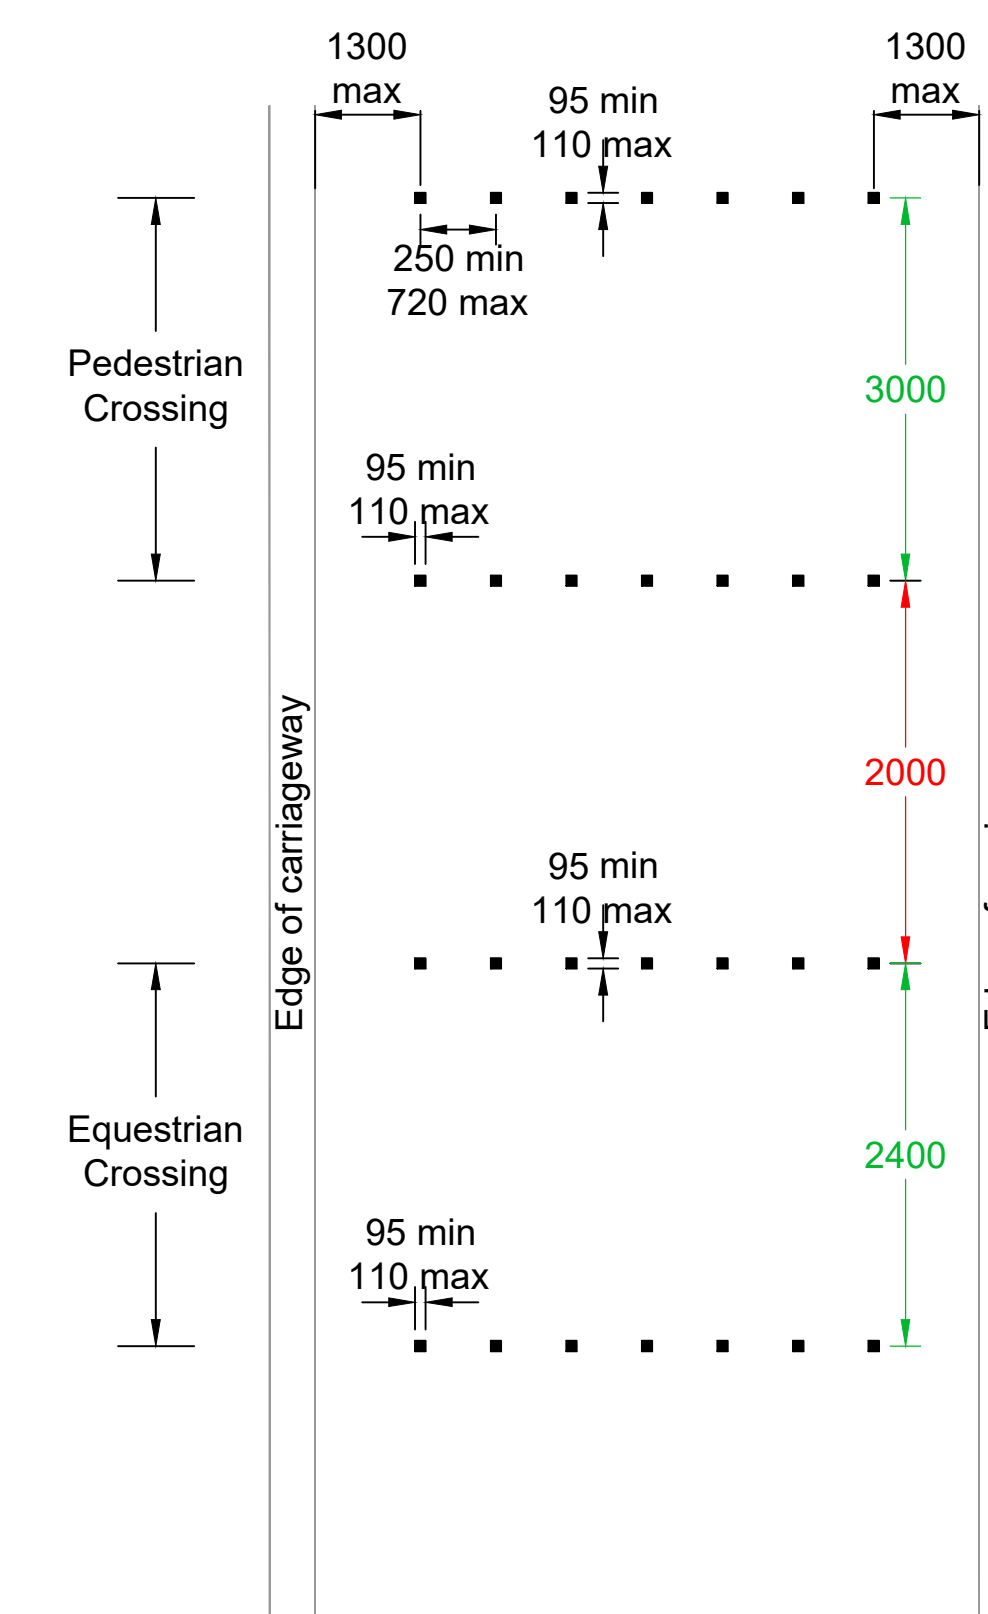 1300
max
1300
max
95 min
110 max
250 min
720 max
Pedestrian
Crossing
3000
95 min
110 max
Edge of carriageway
2000
95 min
110 max
Equestrian
Crossing
2400
95 min
110 max